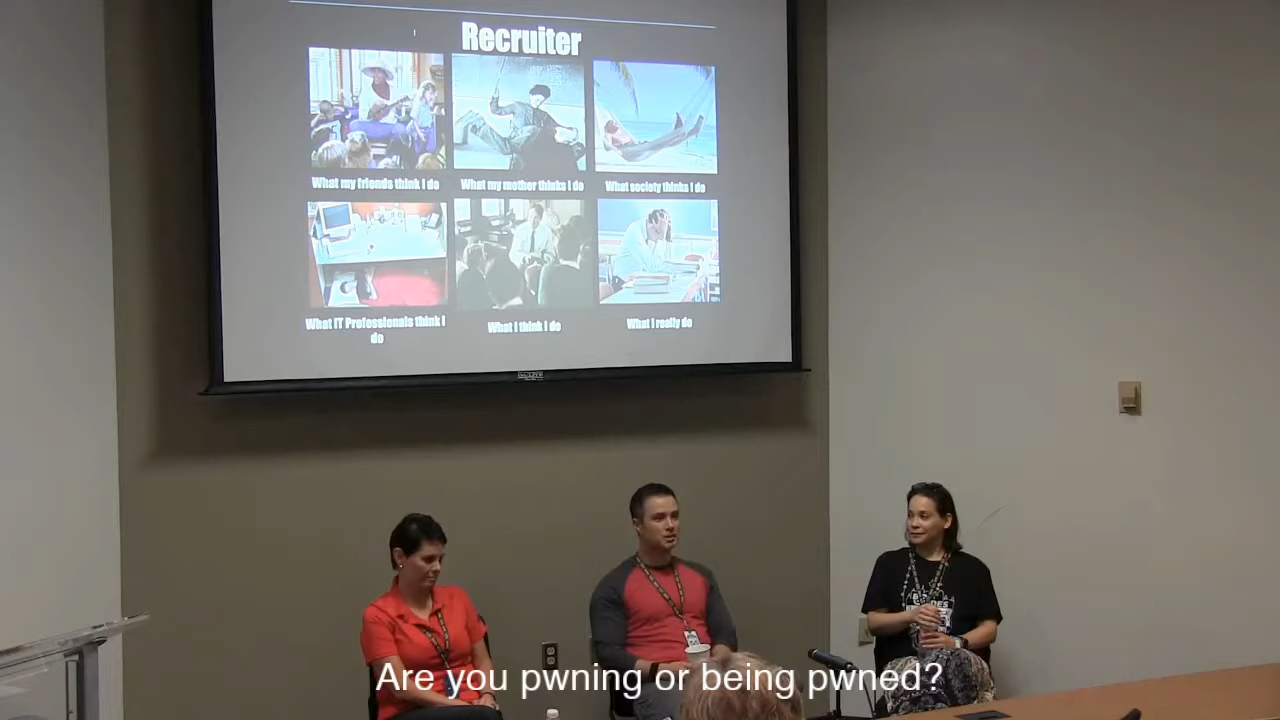 Recruiter
What my friends think I do
What my mother thinks I do
What society thinks I do
What IT Professionals think I
do
What I think I do
What I really do
Are you pwning or being pwned?